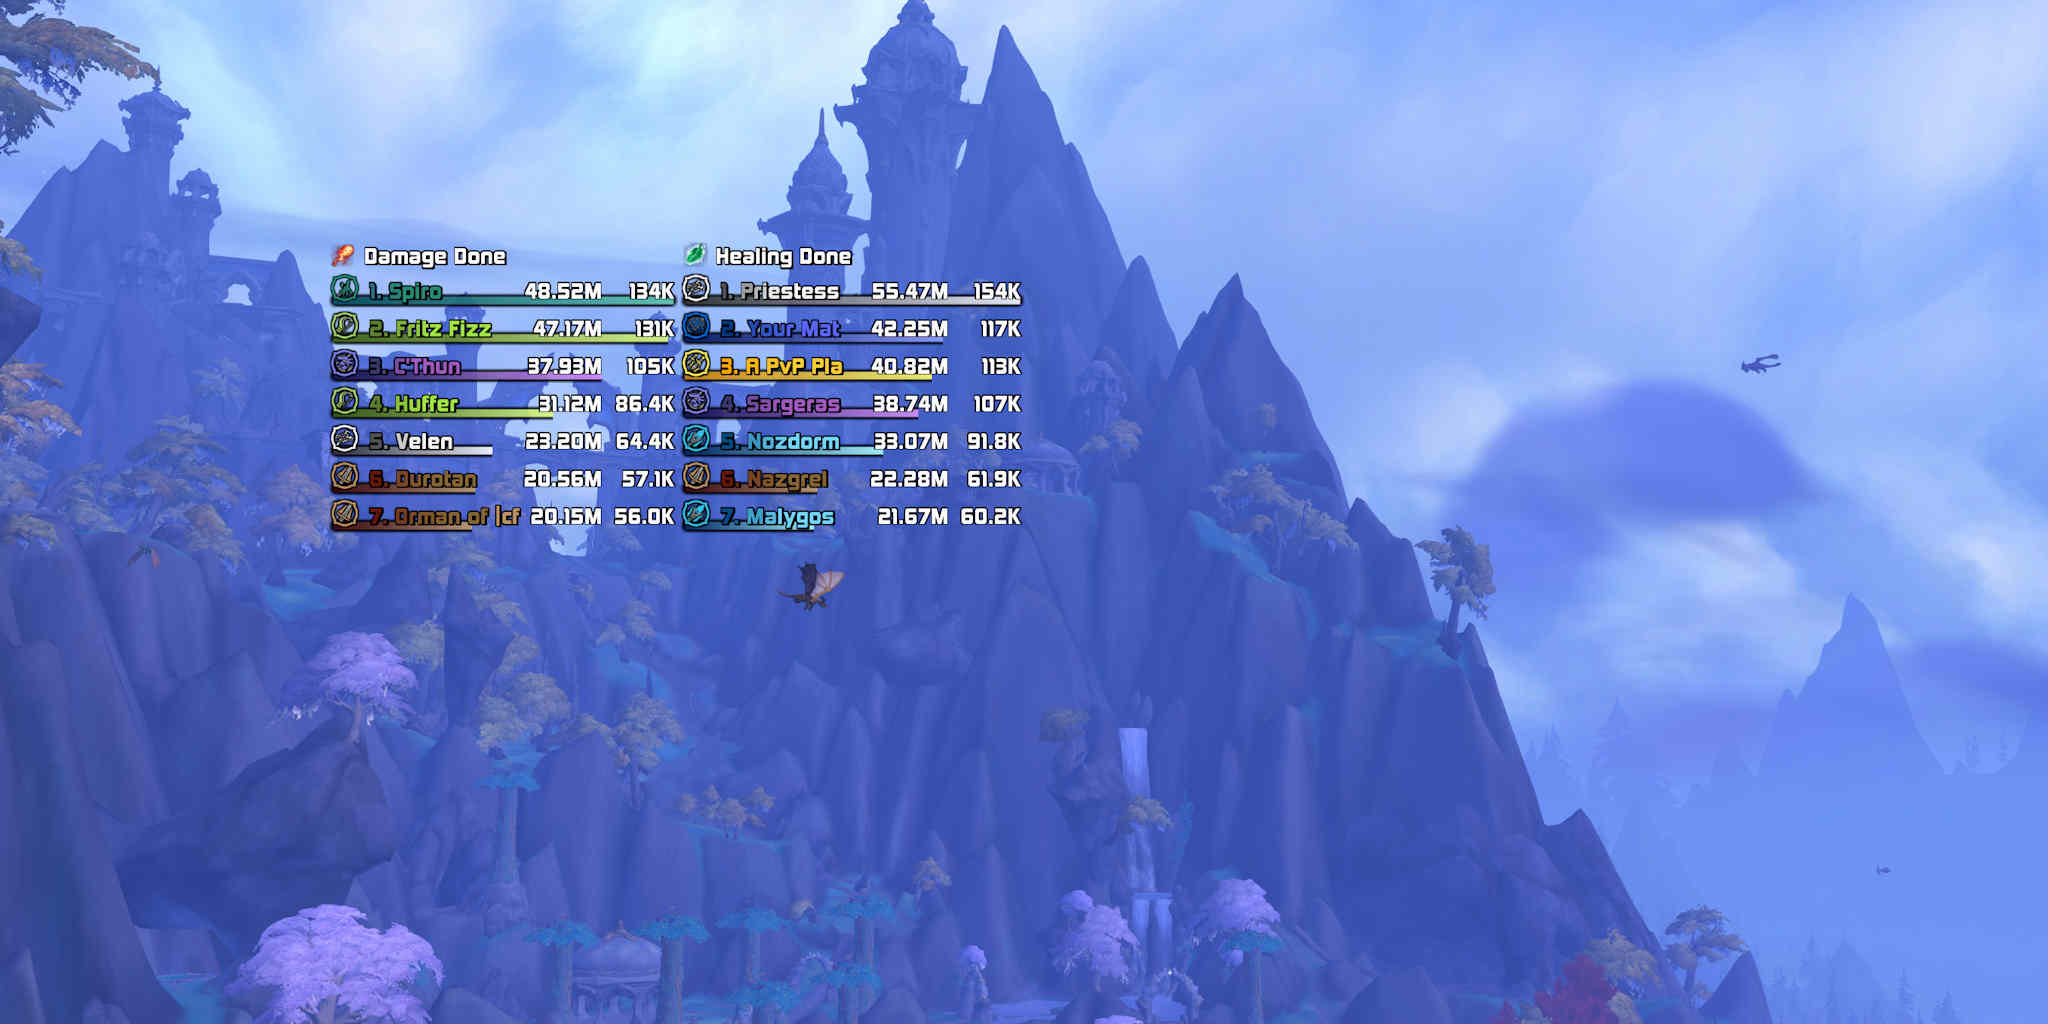 Damage Done
1. Spiro 48.52M 134K
2. Fritz Fizz 47.17M 131K
3. C'Thun 37.93M 105K
4. Huffer 31.12M 86.4K
5. Velen 23.20M 64.4K
6. Durotan 20.56M 57.1K
7. Orman of |cf 20.15M 56.0K
Healing Done
1. Priestess 55.47M 154K
2. Your Mat 42.25M 117K
3. A PvP Pla 40.82M 113K
4. Sargeras 38.74M 107K
5. Nozdorm 33.07M 91.8K
6. Nazgrel 22.28M 61.9K
7. Malygos 21.67M 60.2K